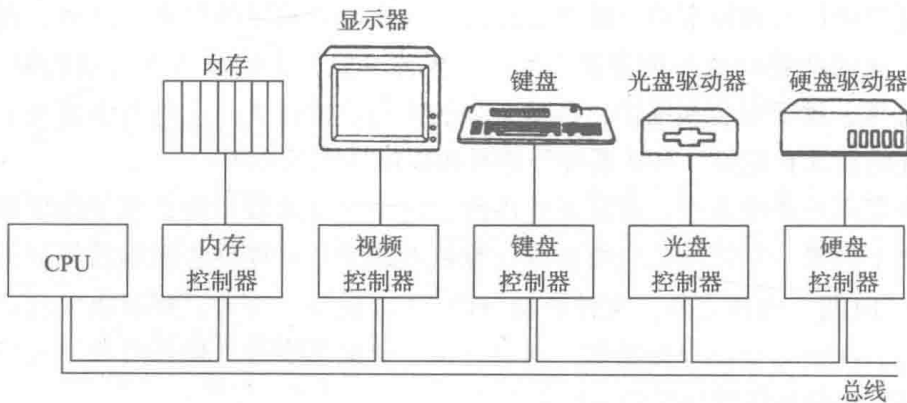 显示器
内存
键盘
光盘驱动器
硬盘驱动器
CPU
内存
控制器
视频
控制器
键盘
控制器
光盘
控制器
硬盘
控制器
总线